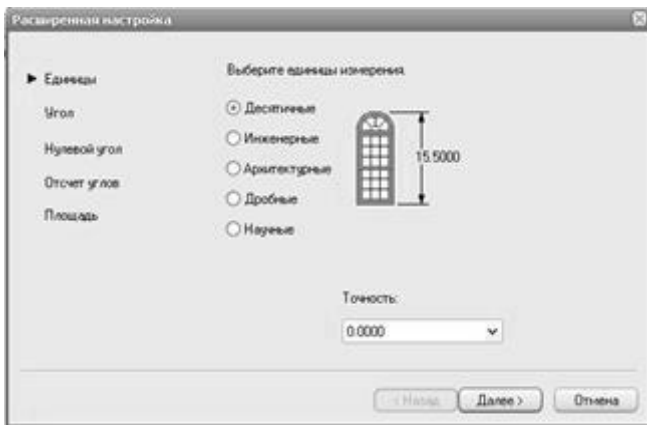 Расширенная настройка
Единицы
Угол
Нулевой угол
Отсчет углов
Площадь
Выберите единицы измерения.
Десятичные
Инженерные
Архитектурные
Дробные
Научные
15.5000
Точность:
0.0000
< Назад
Далее >
Отмена